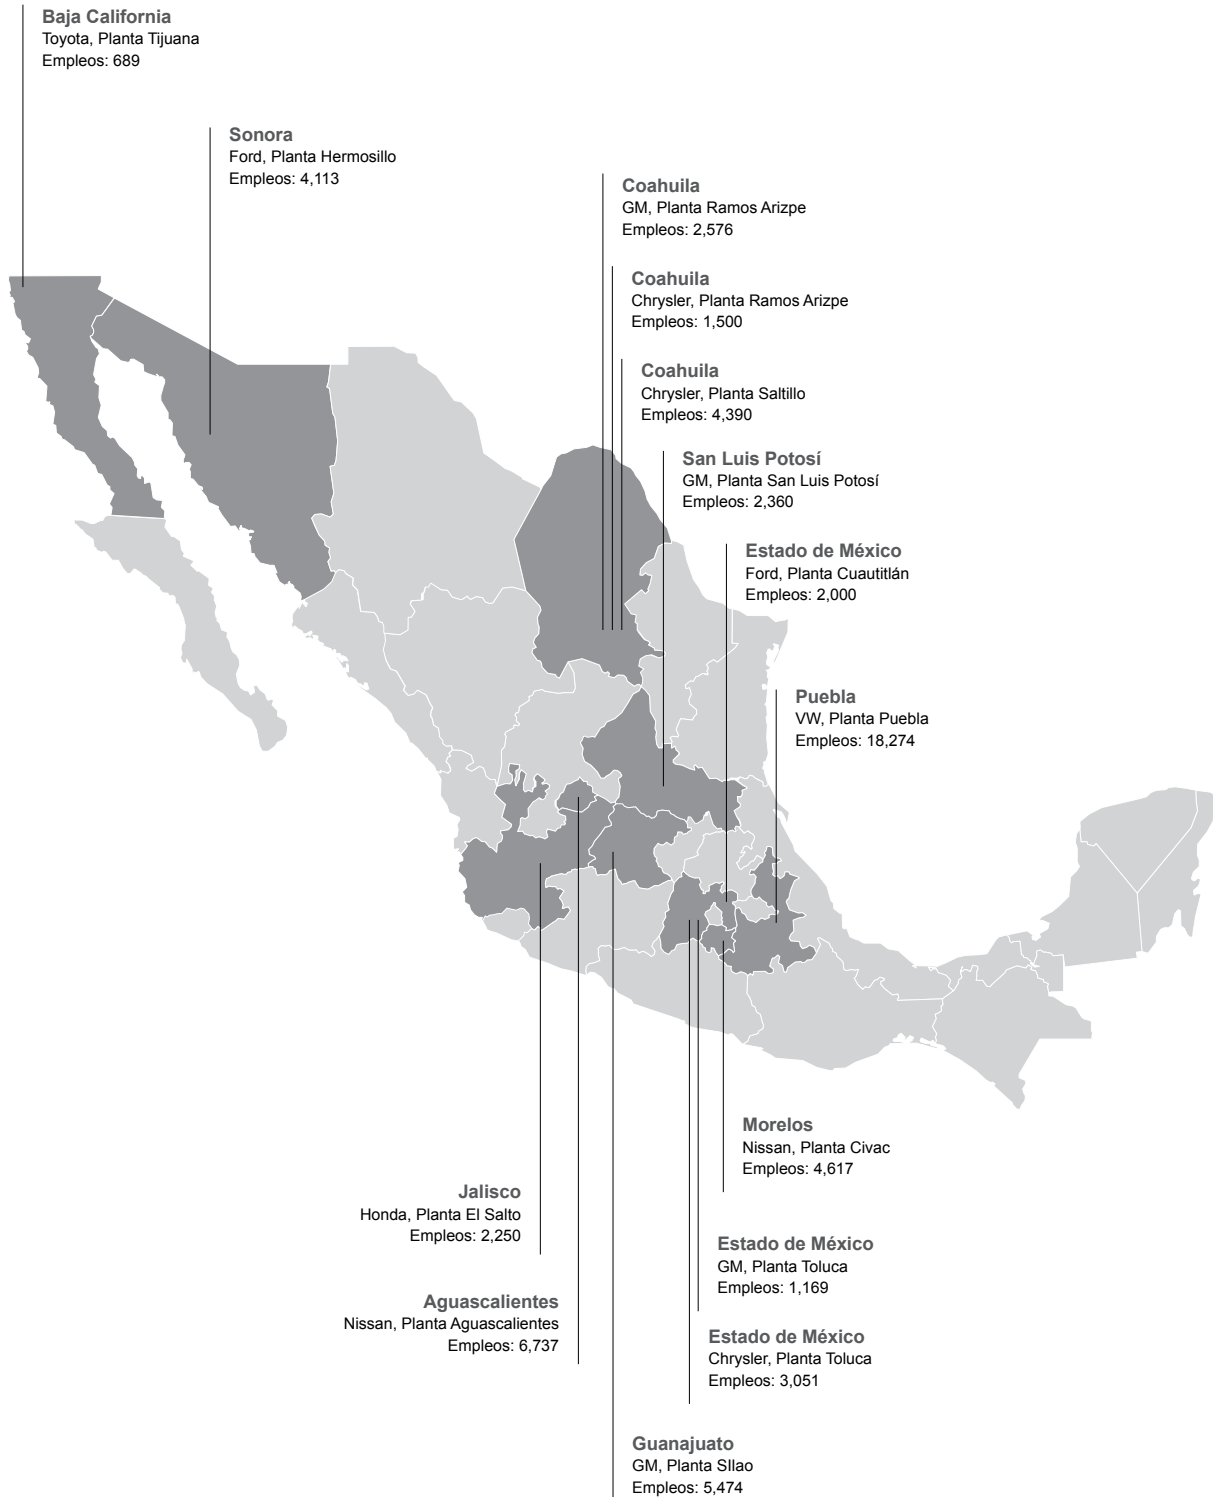 Baja California
Toyota, Planta Tijuana
Empleos: 689
Sonora
Ford, Planta Hermosillo
Empleos: 4,113
Coahuila
GM, Planta Ramos Arizpe
Empleos: 2,576
Coahuila
Chrysler, Planta Ramos Arizpe
Empleos: 1,500
Coahuila
Chrysler, Planta Saltillo
Empleos: 4,390
San Luis Potosí
GM, Planta San Luis Potosí
Empleos: 2,360
Estado de México
Ford, Planta Cuautitlán
Empleos: 2,000
Puebla
VW, Planta Puebla
Empleos: 18,274
Morelos
Nissan, Planta Civac
Empleos: 4,617
Jalisco
Honda, Planta El Salto
Empleos: 2,250
Estado de México
GM, Planta Toluca
Empleos: 1,169
Aguascalientes
Nissan, Planta Aguascalientes
Empleos: 6,737
Estado de México
Chrysler, Planta Toluca
Empleos: 3,051
Guanajuato
GM, Planta SIlao
Empleos: 5,474